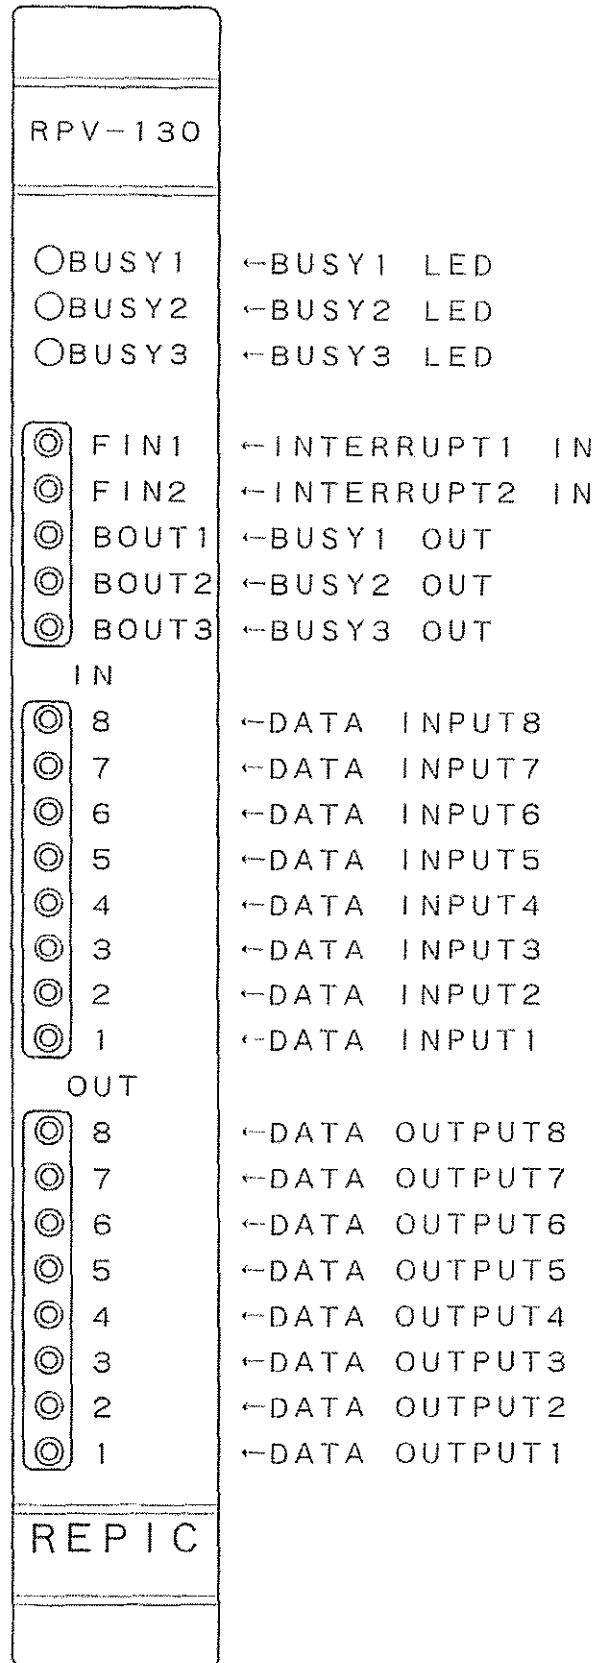 RPV-130
BUSY1 ←BUSY1 LED
BUSY2 ←BUSY2 LED
BUSY3 ←BUSY3 LED
FIN1 ←INTERRUPT1 IN
FIN2 ←INTERRUPT2 IN
BOUT1 ←BUSY1 OUT
BOUT2 ←BUSY2 OUT
BOUT3 ←BUSY3 OUT
IN
8 ←DATA INPUT8
7 ←DATA INPUT7
6 ←DATA INPUT6
5 ←DATA INPUT5
4 ←DATA INPUT4
3 ←DATA INPUT3
2 ←DATA INPUT2
1 ←DATA INPUT1
OUT
8 ←DATA OUTPUT8
7 ←DATA OUTPUT7
6 ←DATA OUTPUT6
5 ←DATA OUTPUT5
4 ←DATA OUTPUT4
3 ←DATA OUTPUT3
2 ←DATA OUTPUT2
1 ←DATA OUTPUT1
REPIC